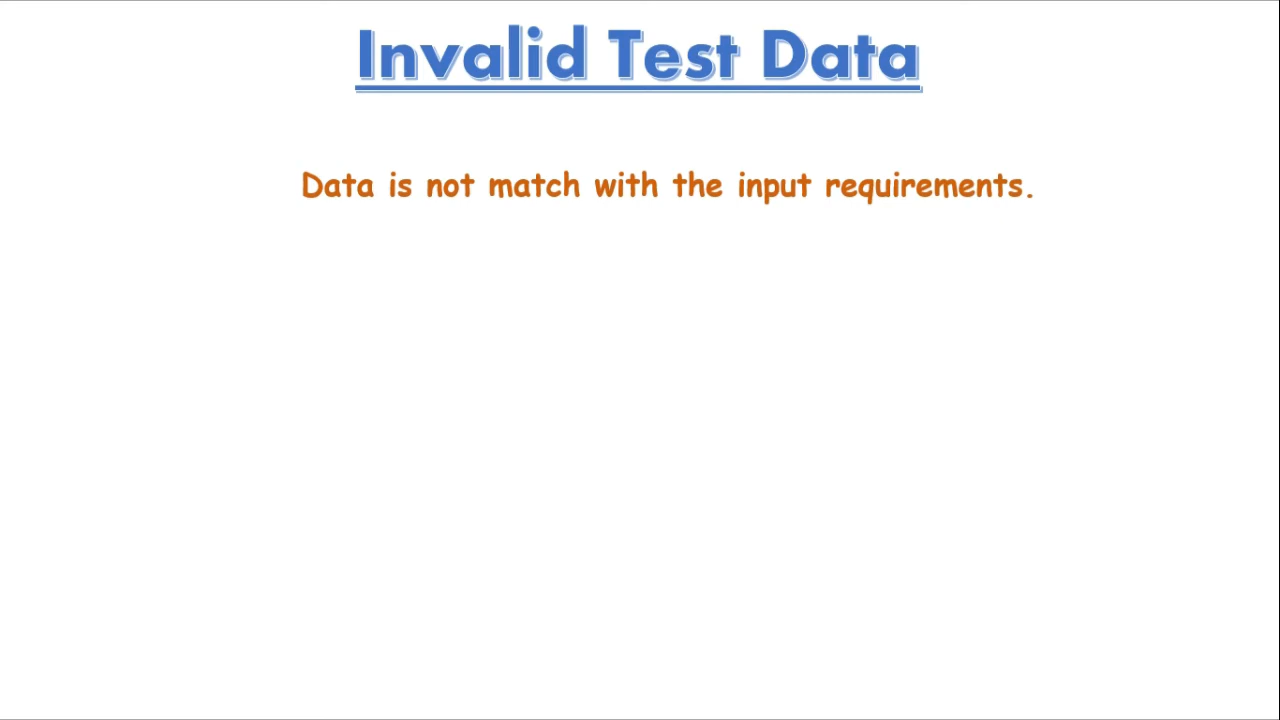 Invalid Test Data
Data is not match with the input requirements.